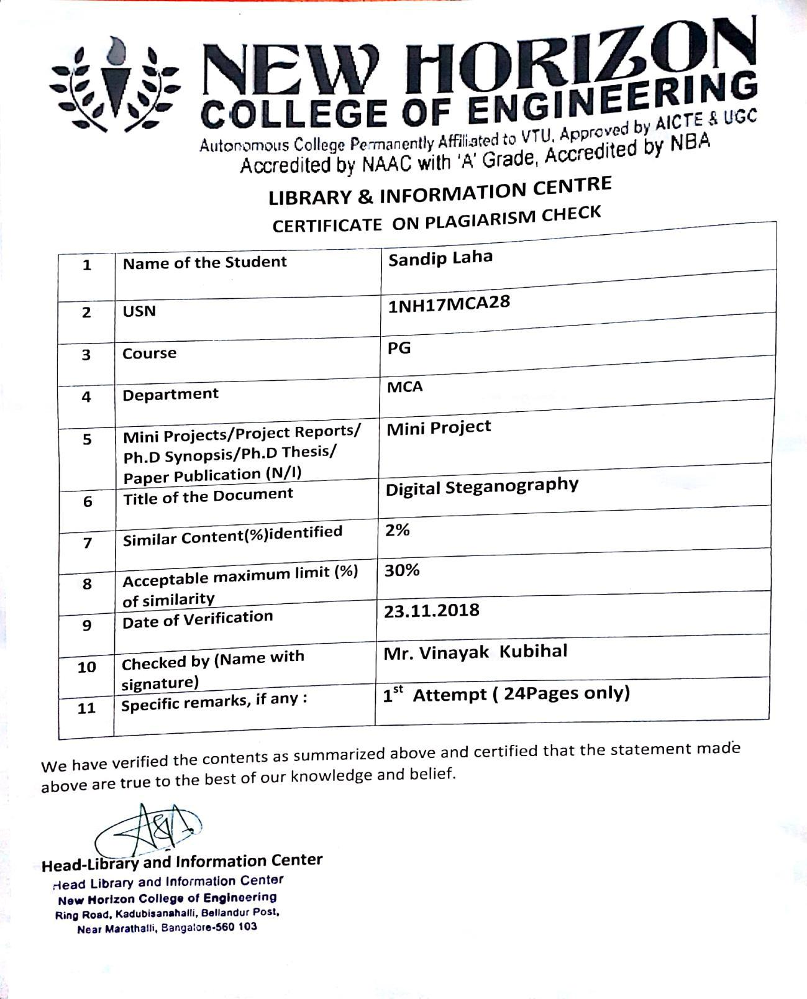 NEW HORIZON
COLLEGE OF ENGINEERING
Autonomous College Permanently Affiliated to VTU, Approved by AICTE & UGC
Accredited by NAAC with 'A' Grade, Accredited by NBA
LIBRARY & INFORMATION CENTRE
CERTIFICATE ON PLAGIARISM CHECK
1 Name of the Student Sandip Laha
2 USN 1NH17MCA28
3 Course PG
4 Department MCA
5 Mini Projects/Project Reports/ Mini Project
Ph.D Synopsis/Ph.D Thesis/
Paper Publication (N/I)
6 Title of the Document Digital Steganography
7 Similar Content(%)identified 2%
8 Acceptable maximum limit (%) 30%
of similarity
9 Date of Verification 23.11.2018
10 Checked by (Name with Mr. Vinayak Kubihal
signature)
11 Specific remarks, if any : 1st Attempt ( 24Pages only)
We have verified the contents as summarized above and certified that the statement made
above are true to the best of our knowledge and belief.
Head-Library and Information Center
Head Library and Information Center
New Horizon College of Engineering
Ring Road, Kadubisanahalli, Bellandur Post,
Near Marathalli, Bangalore-560 103